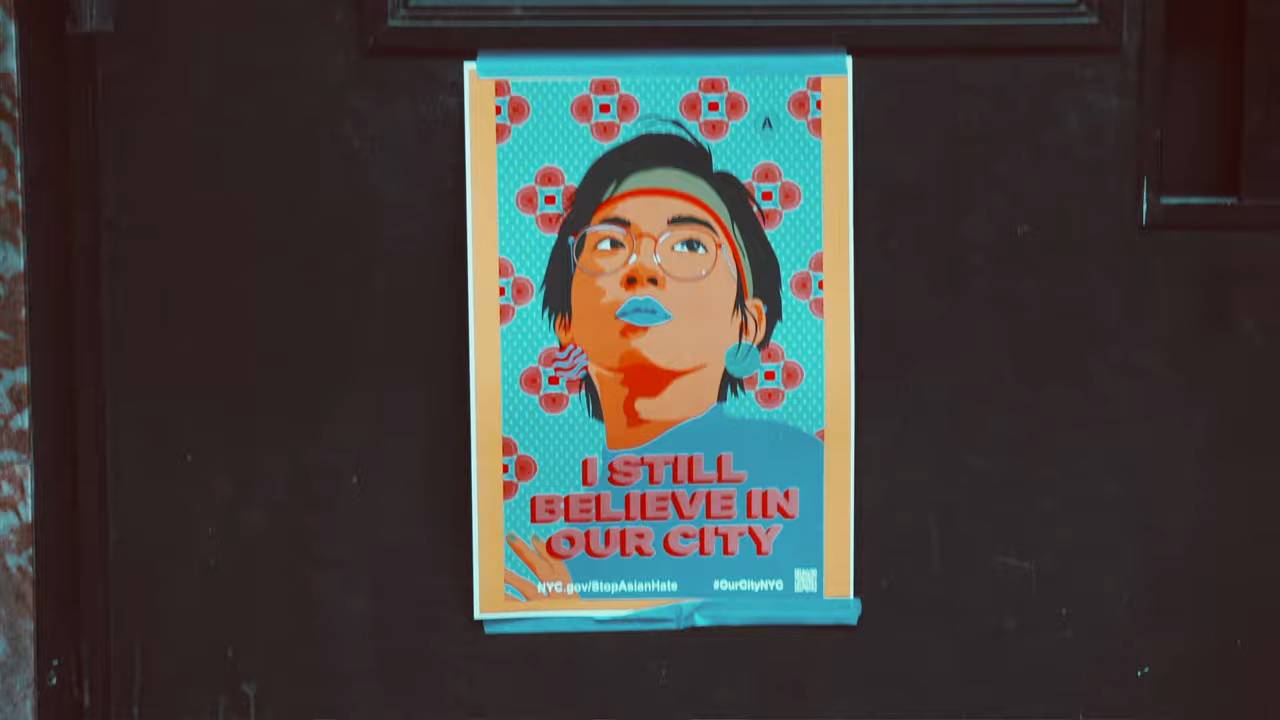 A
I STILL
BELIEVE IN
OUR CITY
NYC.gov/StopAsianHate #OurCityNYC